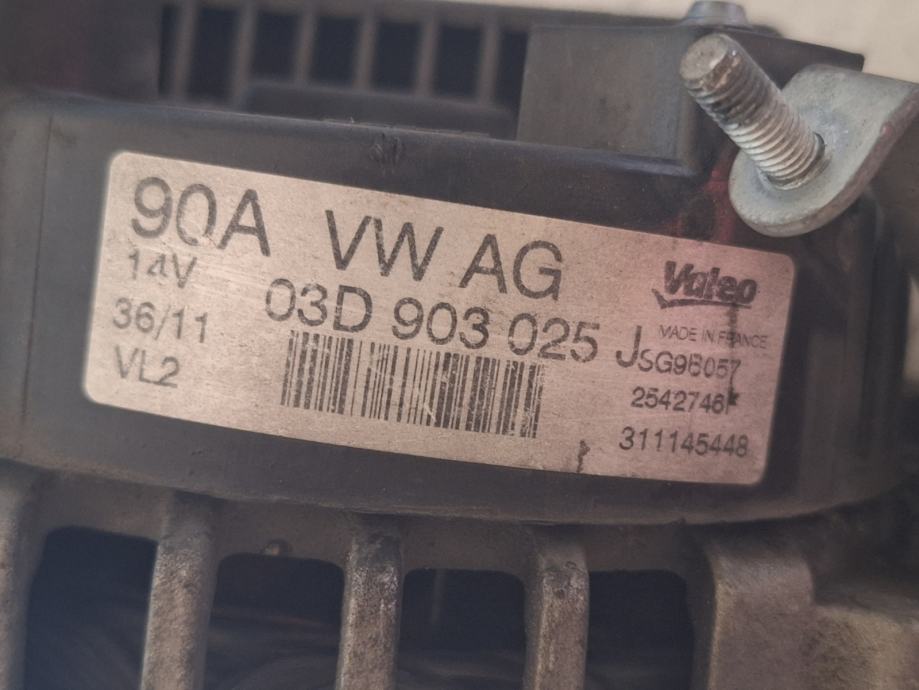 90A VW AG
14V
36/11
VL2
03D 903 025 J
Valeo
MADE IN FRANCE
SG9B057
2542746
311145448